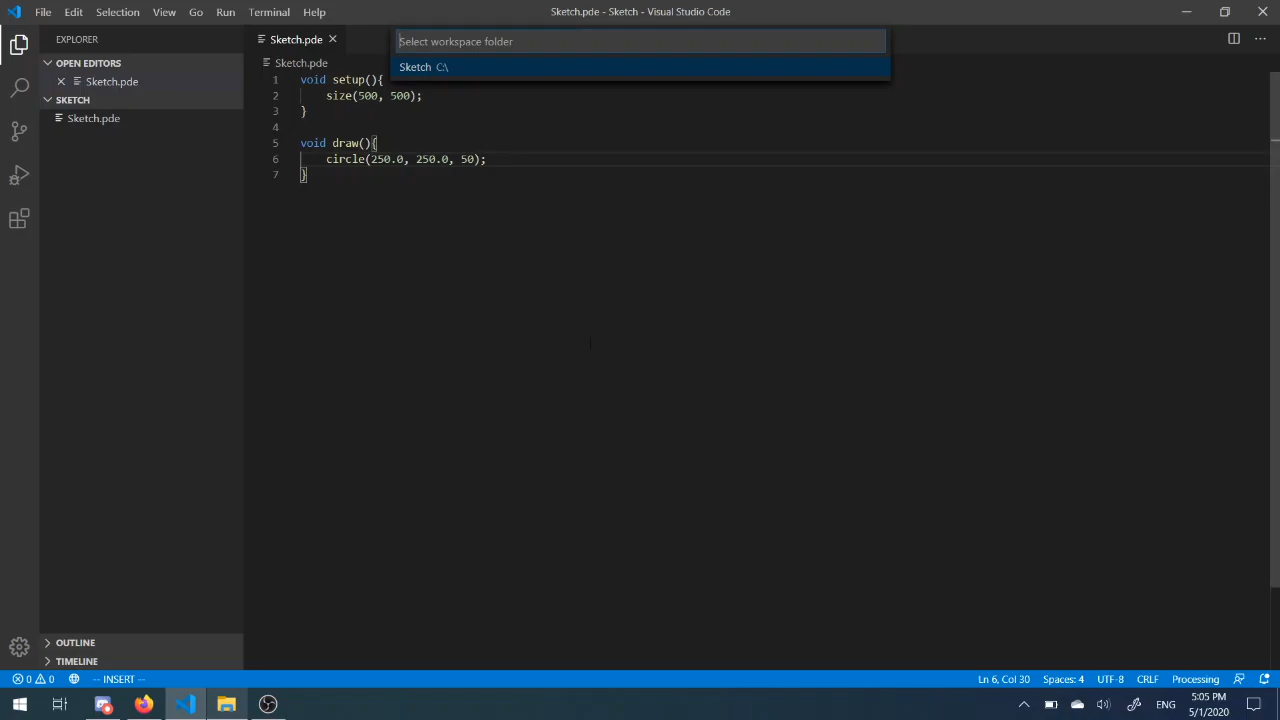 File Edit Selection View Go Run Terminal Help
Sketch.pde - Sketch - Visual Studio Code
EXPLORER
Sketch.pde
Select workspace folder
Sketch C:\
OPEN EDITORS
Sketch.pde
SKETCH
Sketch.pde
Sketch.pde
1 void setup(){
2 size(500, 500);
3 }
4
5 void draw(){
6 circle(250.0, 250.0, 50);
7 }
OUTLINE
TIMELINE
0 0 -- INSERT --
Ln 6, Col 30 Spaces: 4 UTF-8 CRLF Processing
ENG
5:05 PM
5/1/2020